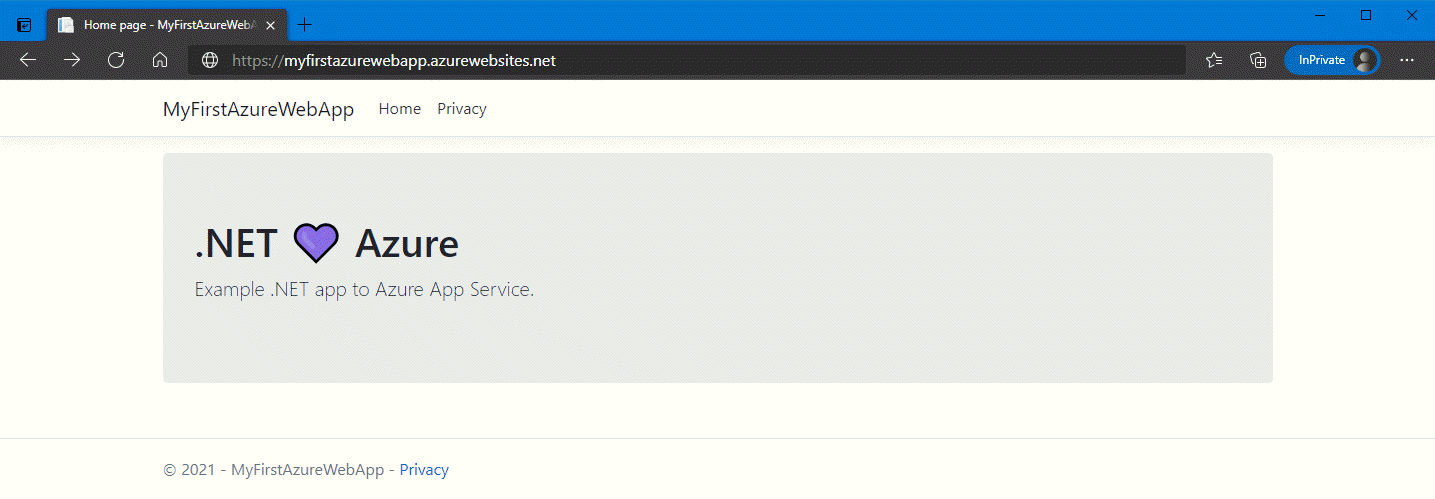 Home page - MyFirstAzureWebA
https://myfirstazurewebapp.azurewebsites.net
InPrivate
MyFirstAzureWebApp Home Privacy
.NET 💜 Azure
Example .NET app to Azure App Service.
© 2021 - MyFirstAzureWebApp - Privacy